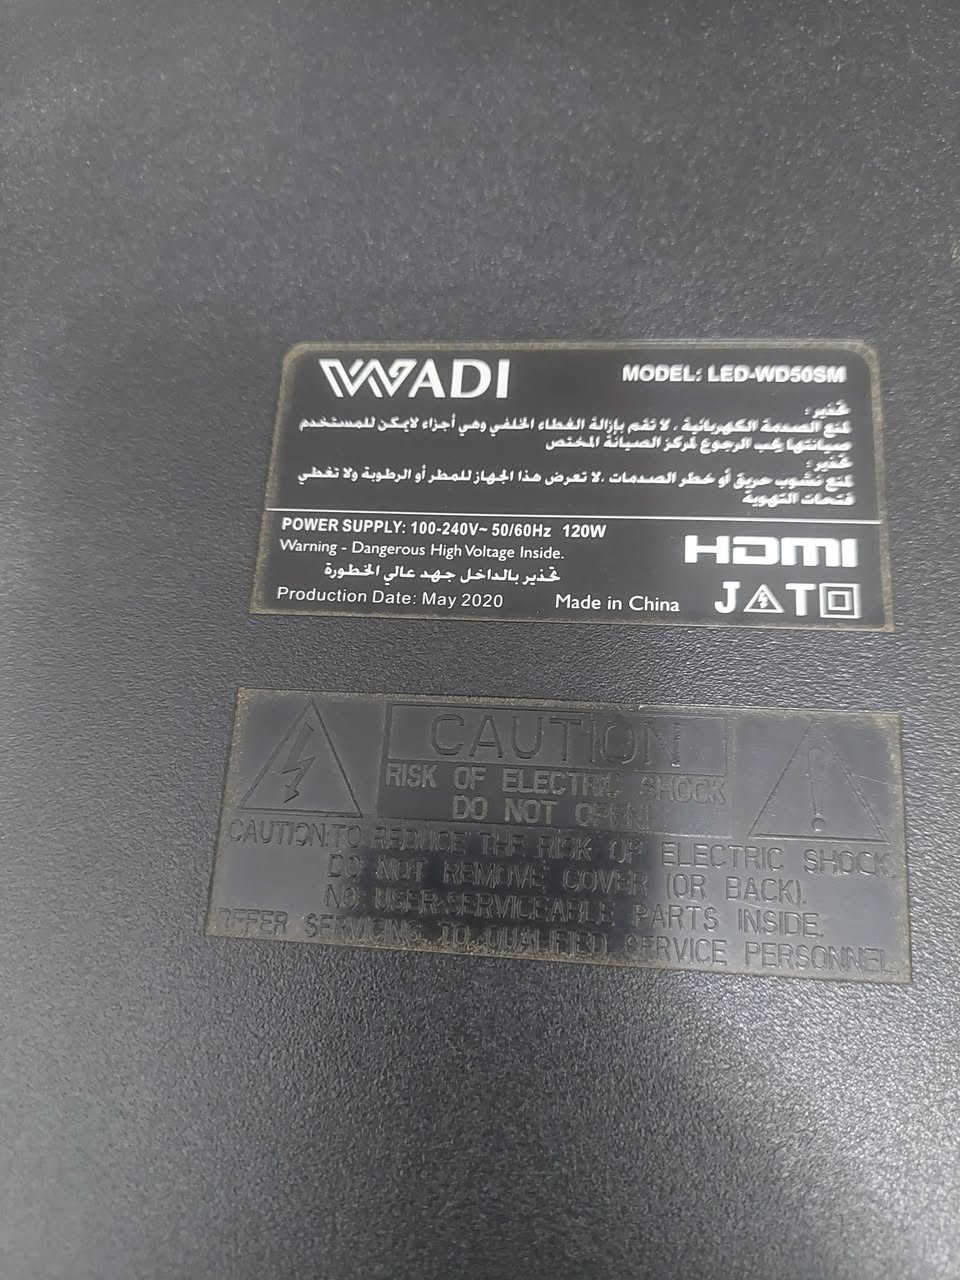 WADI
MODEL: LED-WD50SM
تحذير :
لمنع الصدمة الكهربائية ، لا تقم بإزالة الغطاء الخلفي وهي أجزاء لايمكن للمستخدم
صيانتها يجب الرجوع لمركز الصيانة المختص
تحذير :
لمنع نشوب حريق أو خطر الصدمات ،لا تعرض هذا الجهاز للمطر أو الرطوبة ولا تغطي
فتحات التهوية
POWER SUPPLY: 100-240V~ 50/60Hz 120W
Warning - Dangerous High Voltage Inside.
تحذير بالداخل جهد عالي الخطورة
Production Date: May 2020
Made in China
HDMI
J T
CAUTION
RISK OF ELECTRIC SHOCK
DO NOT OPEN
CAUTION:TO REDUCE THE RISK OF ELECTRIC SHOCK,
DO NOT REMOVE COVER (OR BACK).
NO USER-SERVICEABLE PARTS INSIDE.
REFER SERVICING TO QUALIFIED SERVICE PERSONNEL.